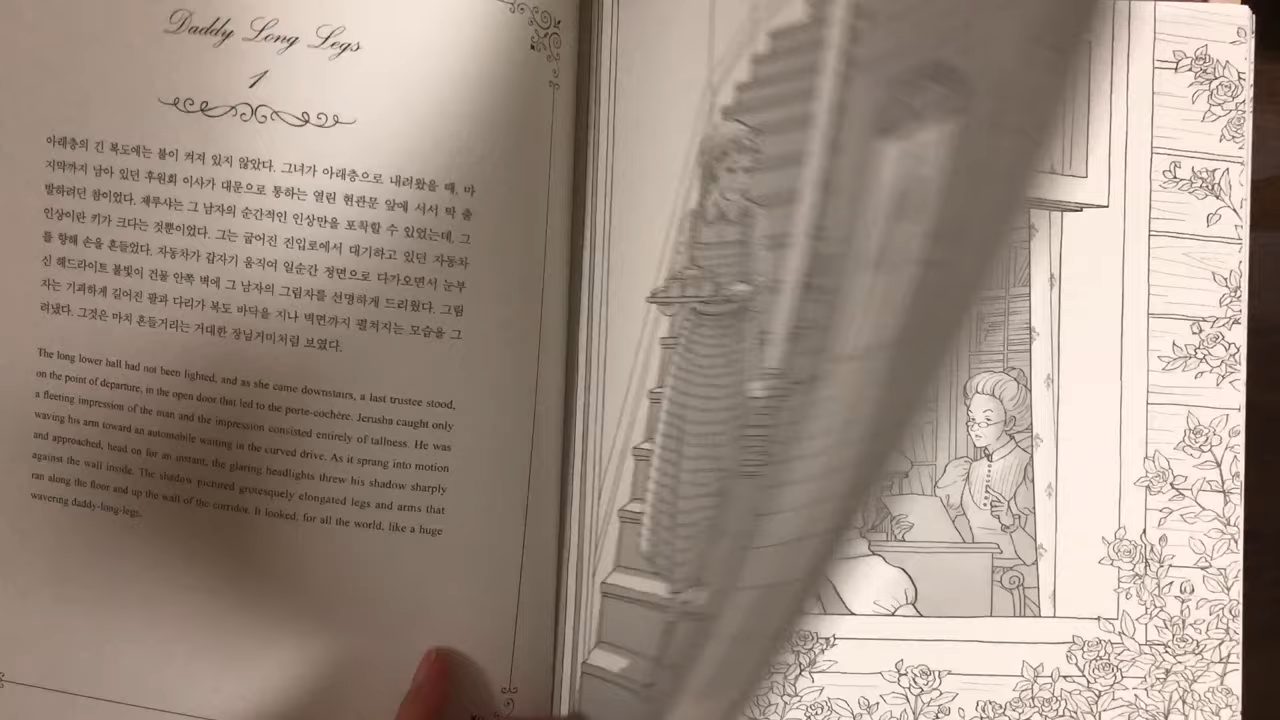 Daddy Long Legs
1
아래층의 긴 복도에는 불이 켜져 있지 않았다. 그녀가 아래층으로 내려왔을 때, 마
지막까지 남아 있던 후원회 이사가 대문으로 통하는 열린 현관문 앞에 서서 막 출
발하려던 참이었다. 제루샤는 그 남자의 순간적인 인상만을 포착할 수 있었는데, 그
인상이란 키가 크다는 것뿐이었다. 그는 굽어진 진입로에서 대기하고 있던 자동차
를 향해 손을 흔들었다. 자동차가 갑자기 움직여 일순간 정면으로 다가오면서 눈부
신 헤드라이트 불빛이 건물 안쪽 벽에 그 남자의 그림자를 선명하게 드리웠다. 그림
자는 기괴하게 길어진 팔과 다리가 복도 바닥을 지나 벽면까지 펼쳐지는 모습을 그
려냈다. 그것은 마치 흔들거리는 거대한 장님거미처럼 보였다.
The long lower hall had not been lighted, and as she came downstairs, a last trustee stood,
on the point of departure, in the open door that led to the porte-cochère. Jerusha caught only
a fleeting impression of the man and the impression consisted entirely of tallness. He was
waving his arm toward an automobile waiting in the curved drive. As it sprang into motion
and approached, head on for an instant, the glaring headlights threw his shadow sharply
against the wall inside. The shadow pictured grotesquely elongated legs and arms that
ran along the floor and up the wall of the corridor. It looked, for all the world, like a huge
wavering daddy-long-legs.